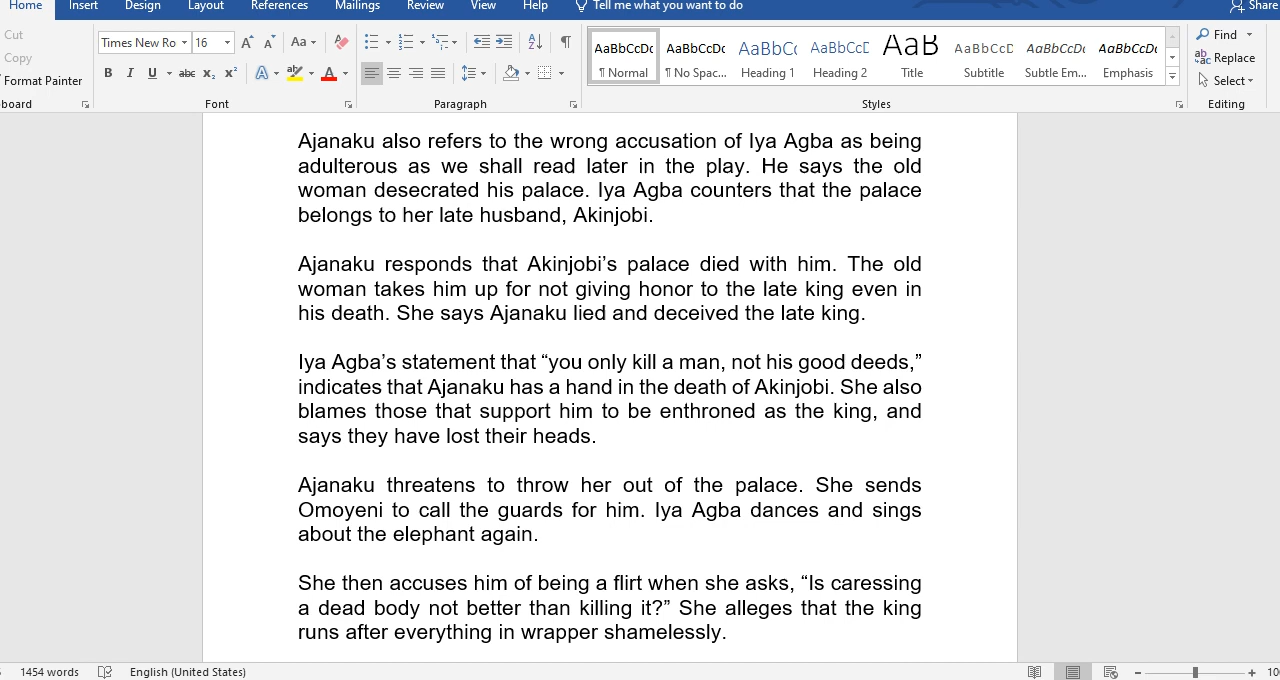 Home Insert Design Layout References Mailings Review View Help Tell me what you want to do Share
Cut
Copy
Format Painter
board
Times New Ro 16
Aa
B I U abc x₂ x²
A ab A
Font
Paragraph
AaBbCcDc AaBbCcDc AaBbCc AaBbCcD AaB AaBbCcD AaBbCcDc AaBbCcDc
¶ Normal ¶ No Spac... Heading 1 Heading 2 Title Subtitle Subtle Em... Emphasis
Styles
Find
Replace
Select
Editing
Ajanaku also refers to the wrong accusation of Iya Agba as being
adulterous as we shall read later in the play. He says the old
woman desecrated his palace. Iya Agba counters that the palace
belongs to her late husband, Akinjobi.
Ajanaku responds that Akinjobi’s palace died with him. The old
woman takes him up for not giving honor to the late king even in
his death. She says Ajanaku lied and deceived the late king.
Iya Agba’s statement that “you only kill a man, not his good deeds,”
indicates that Ajanaku has a hand in the death of Akinjobi. She also
blames those that support him to be enthroned as the king, and
says they have lost their heads.
Ajanaku threatens to throw her out of the palace. She sends
Omoyeni to call the guards for him. Iya Agba dances and sings
about the elephant again.
She then accuses him of being a flirt when she asks, “Is caressing
a dead body not better than killing it?” She alleges that the king
runs after everything in wrapper shamelessly.
1454 words English (United States) 10